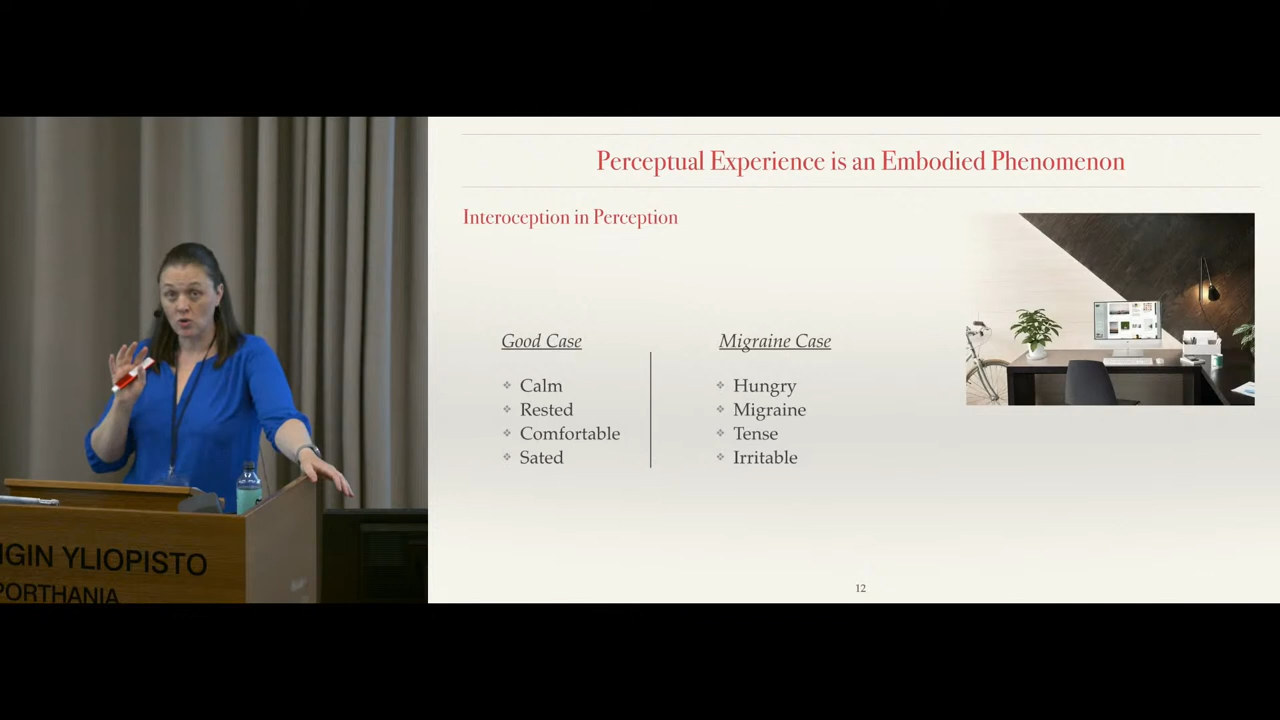 Perceptual Experience is an Embodied Phenomenon
Interoception in Perception
Good Case
Calm
Rested
Comfortable
Sated
Migraine Case
Hungry
Migraine
Tense
Irritable
12
IGIN YLIOPISTO
PORTHANIA